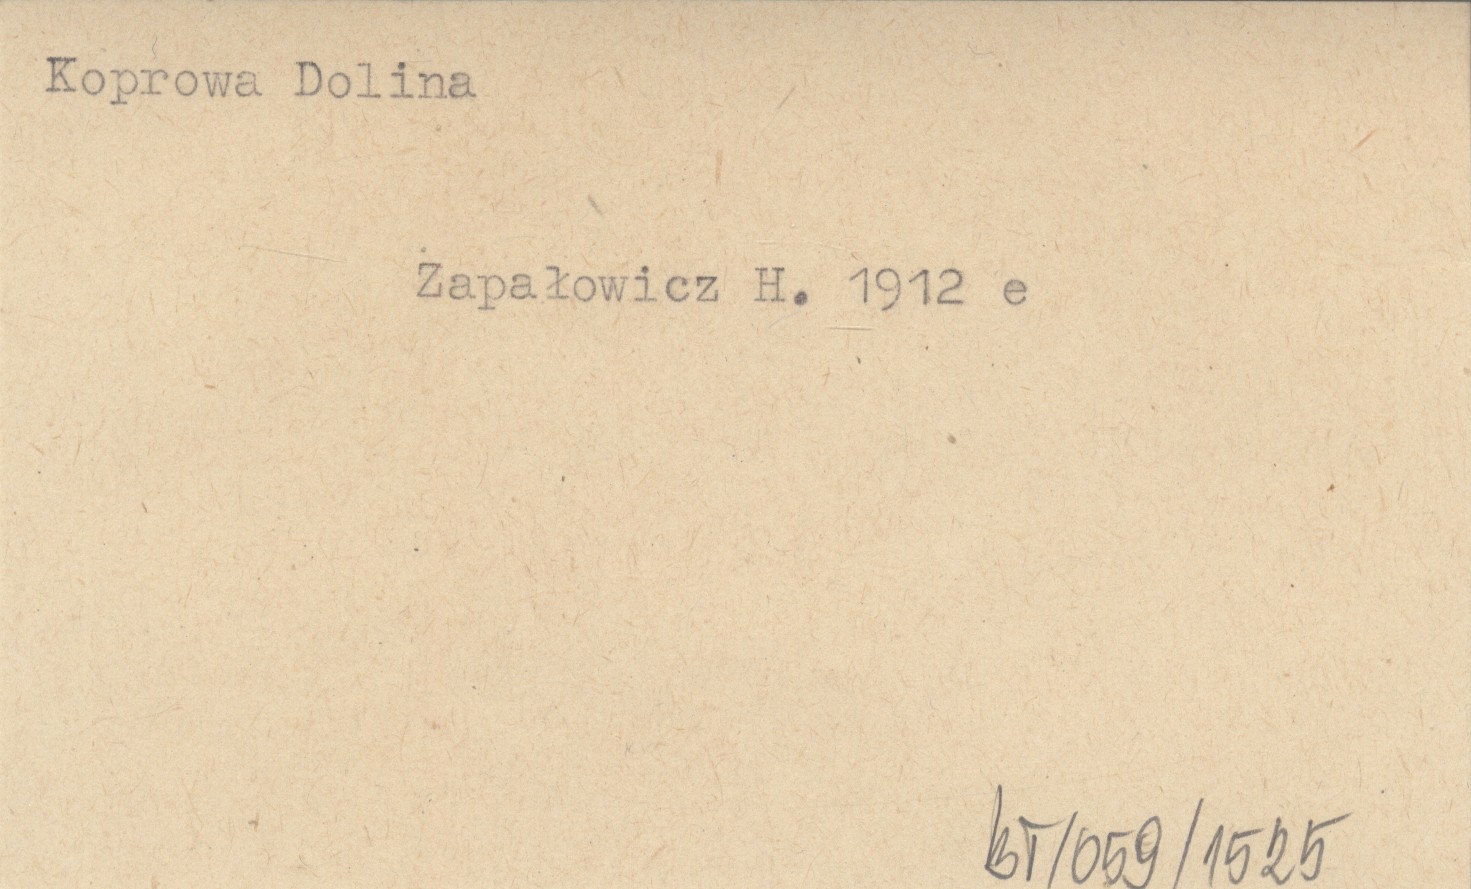 Koprowa Dolina
Żapałowicz H. 1912 e
BT/059/1525